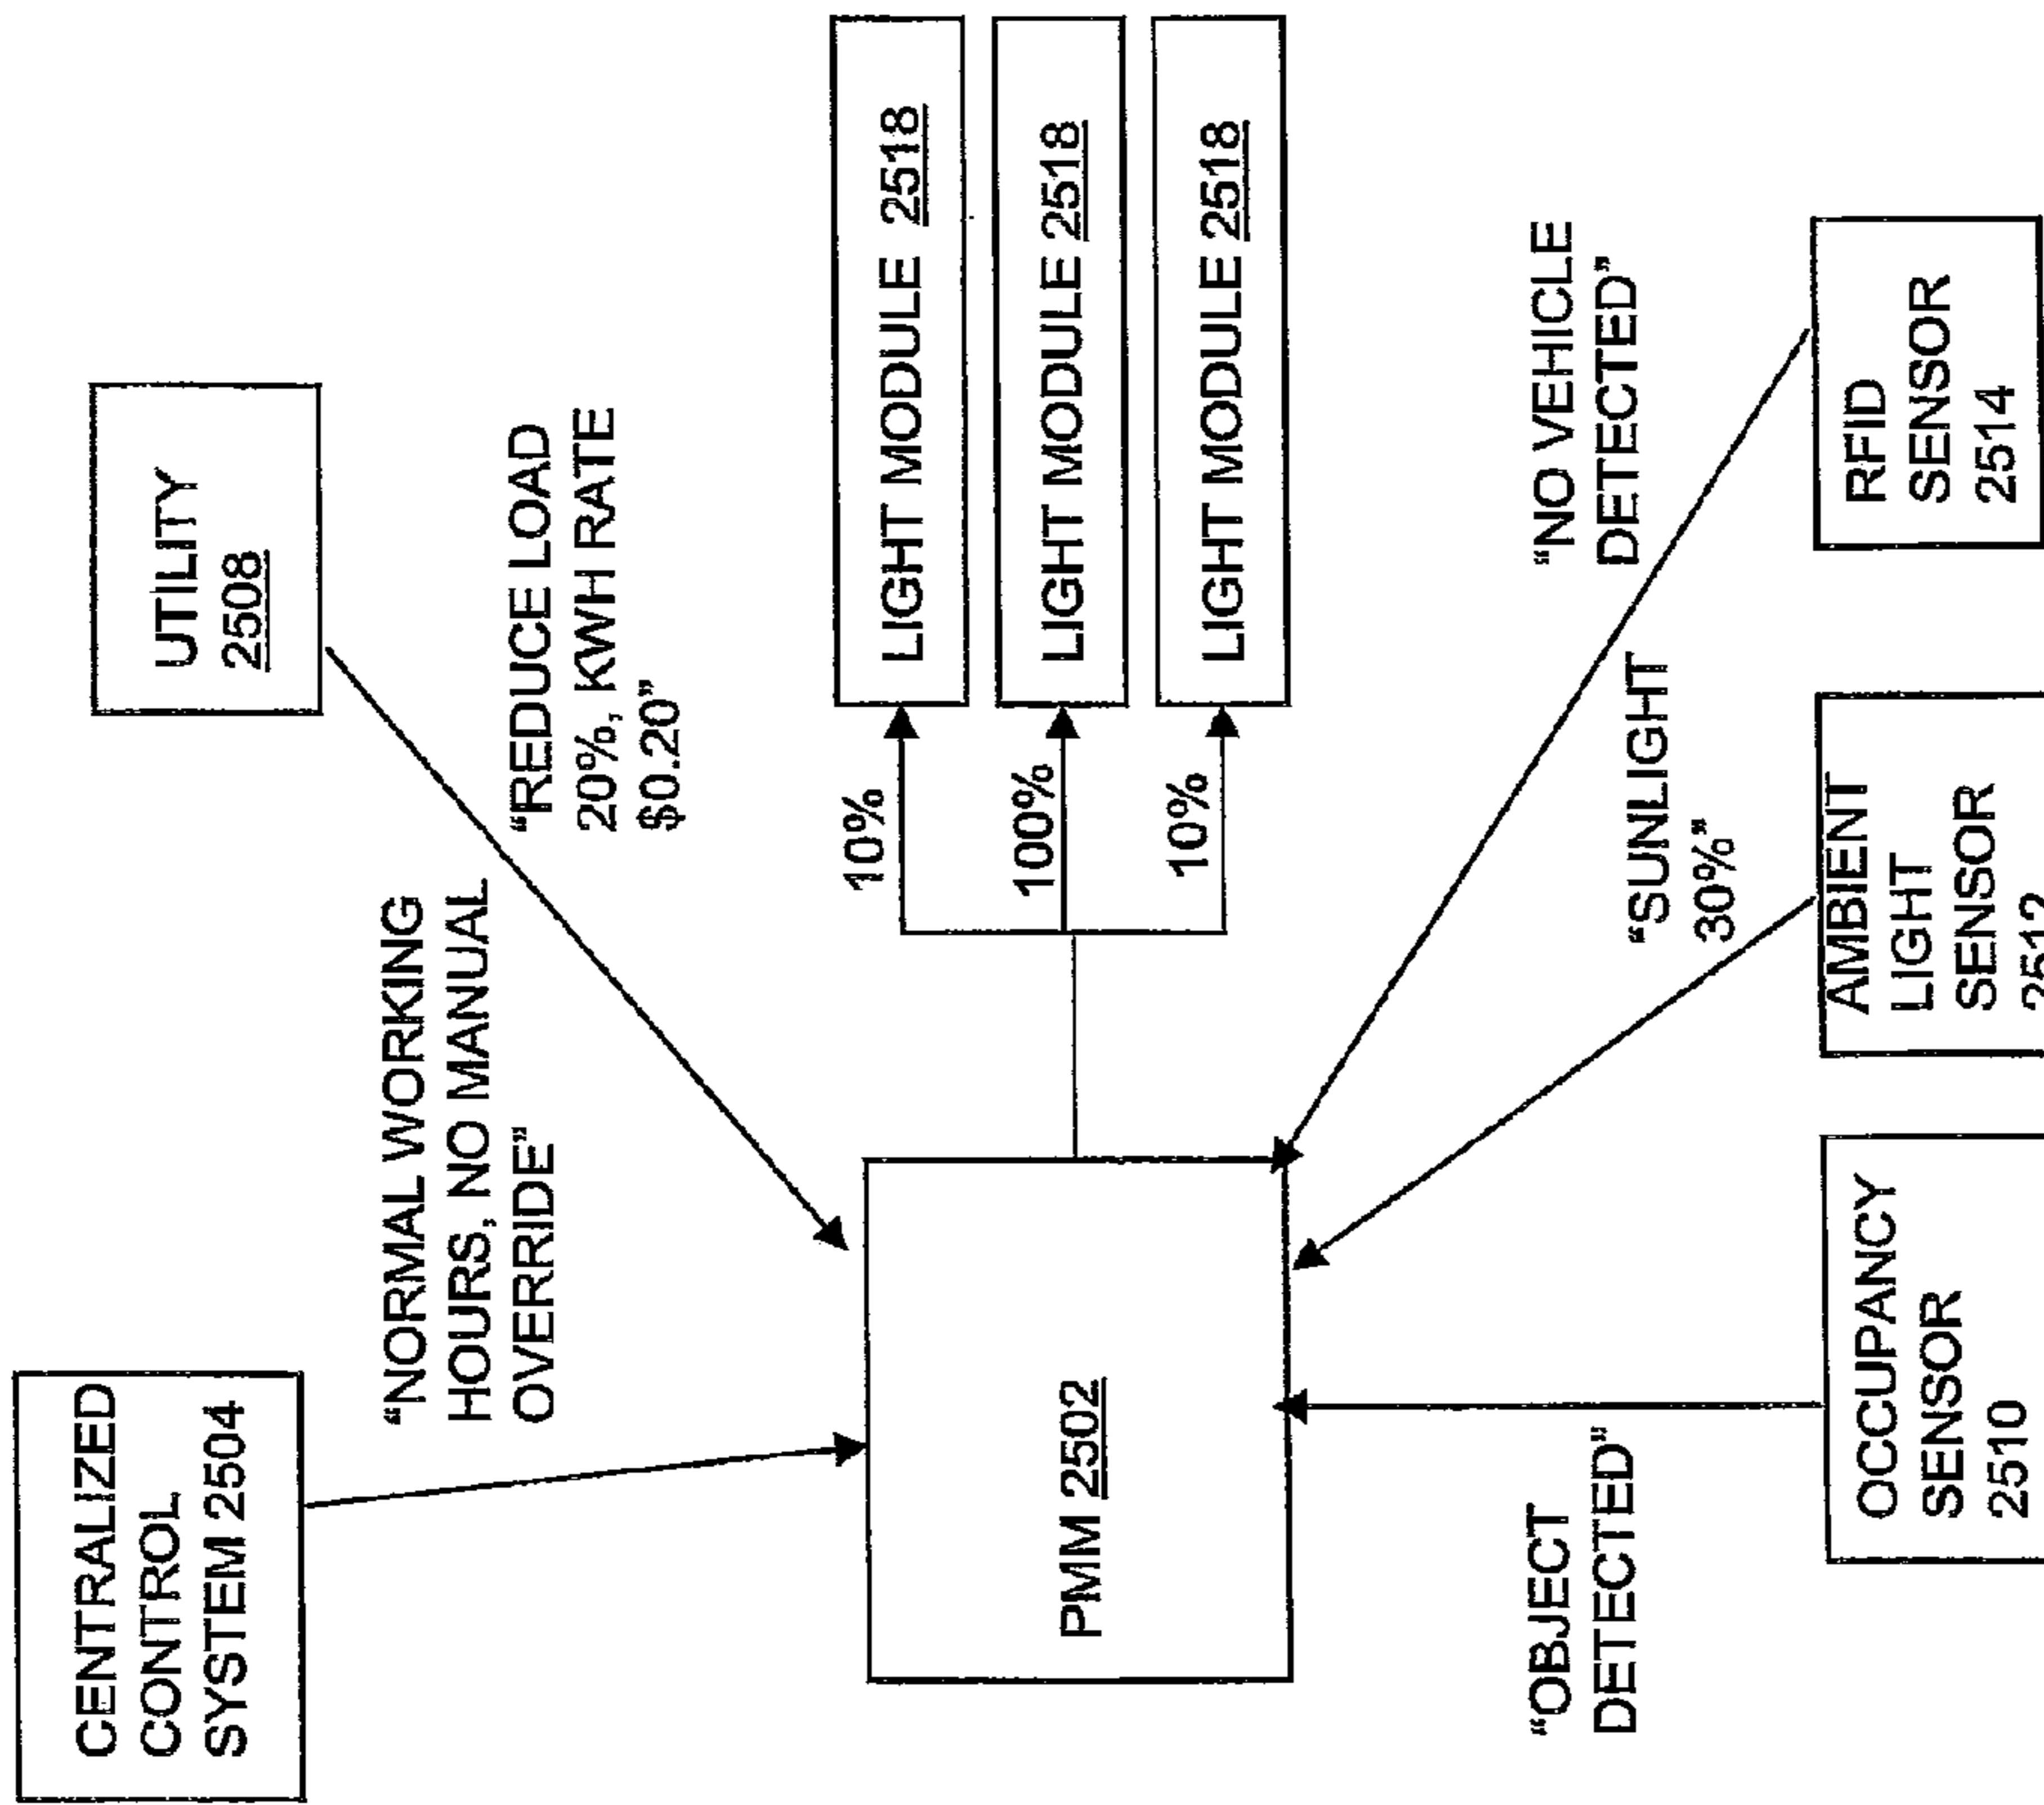 CENTRALIZED
CONTROL
SYSTEM 2504
UTILITY
2508
"NORMAL WORKING
HOURS, NO MANUAL
OVERRIDE"
"REDUCE LOAD
20%, KWH RATE
$0.20"
PMM 2502
10%
LIGHT MODULE 2518
100%
LIGHT MODULE 2518
10%
LIGHT MODULE 2518
"OBJECT
DETECTED"
"SUNLIGHT
30%"
"NO VEHICLE
DETECTED"
OCCUPANCY
SENSOR
2510
AMBIENT
LIGHT
SENSOR
2512
RFID
SENSOR
2514